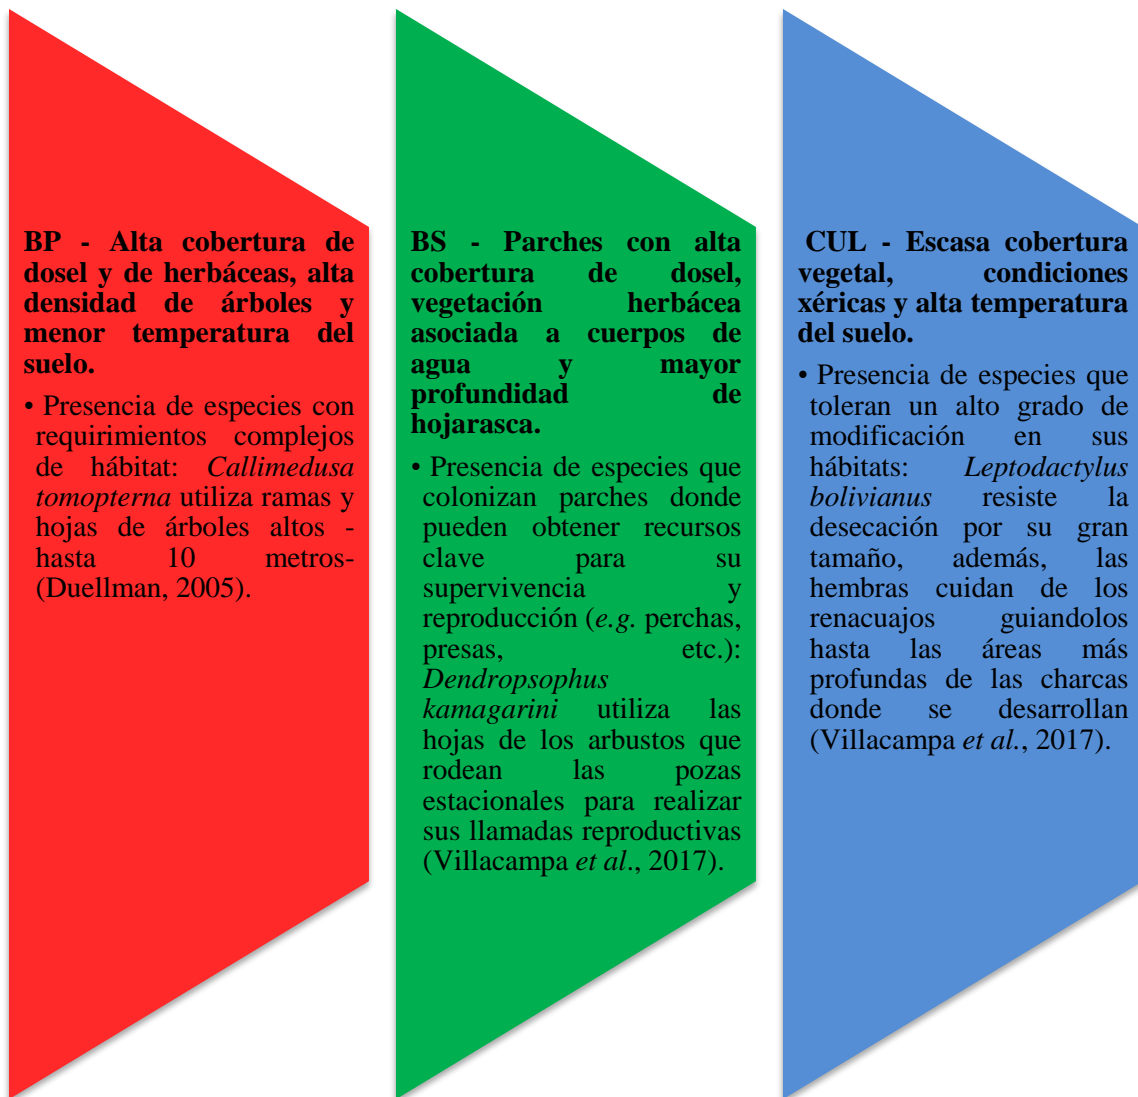 BP - Alta cobertura de
dosel y de herbáceas, alta
densidad de árboles y
menor temperatura del
suelo.
• Presencia de especies con
requirimientos complejos
de hábitat: Callimedusa
tomopterna utiliza ramas y
hojas de árboles altos -
hasta 10 metros-
(Duellman, 2005).
BS - Parches con alta
cobertura de dosel,
vegetación herbácea
asociada a cuerpos de
agua y mayor
profundidad de
hojarasca.
• Presencia de especies que
colonizan parches donde
pueden obtener recursos
clave para su
supervivencia y
reproducción (e.g. perchas,
presas, etc.):
Dendropsophus
kamagarini utiliza las
hojas de los arbustos que
rodean las pozas
estacionales para realizar
sus llamadas reproductivas
(Villacampa et al., 2017).
CUL - Escasa cobertura
vegetal, condiciones
xéricas y alta temperatura
del suelo.
• Presencia de especies que
toleran un alto grado de
modificación en sus
hábitats: Leptodactylus
bolivianus resiste la
desecación por su gran
tamaño, además, las
hembras cuidan de los
renacuajos guiandolos
hasta las áreas más
profundas de las charcas
donde se desarrollan
(Villacampa et al., 2017).